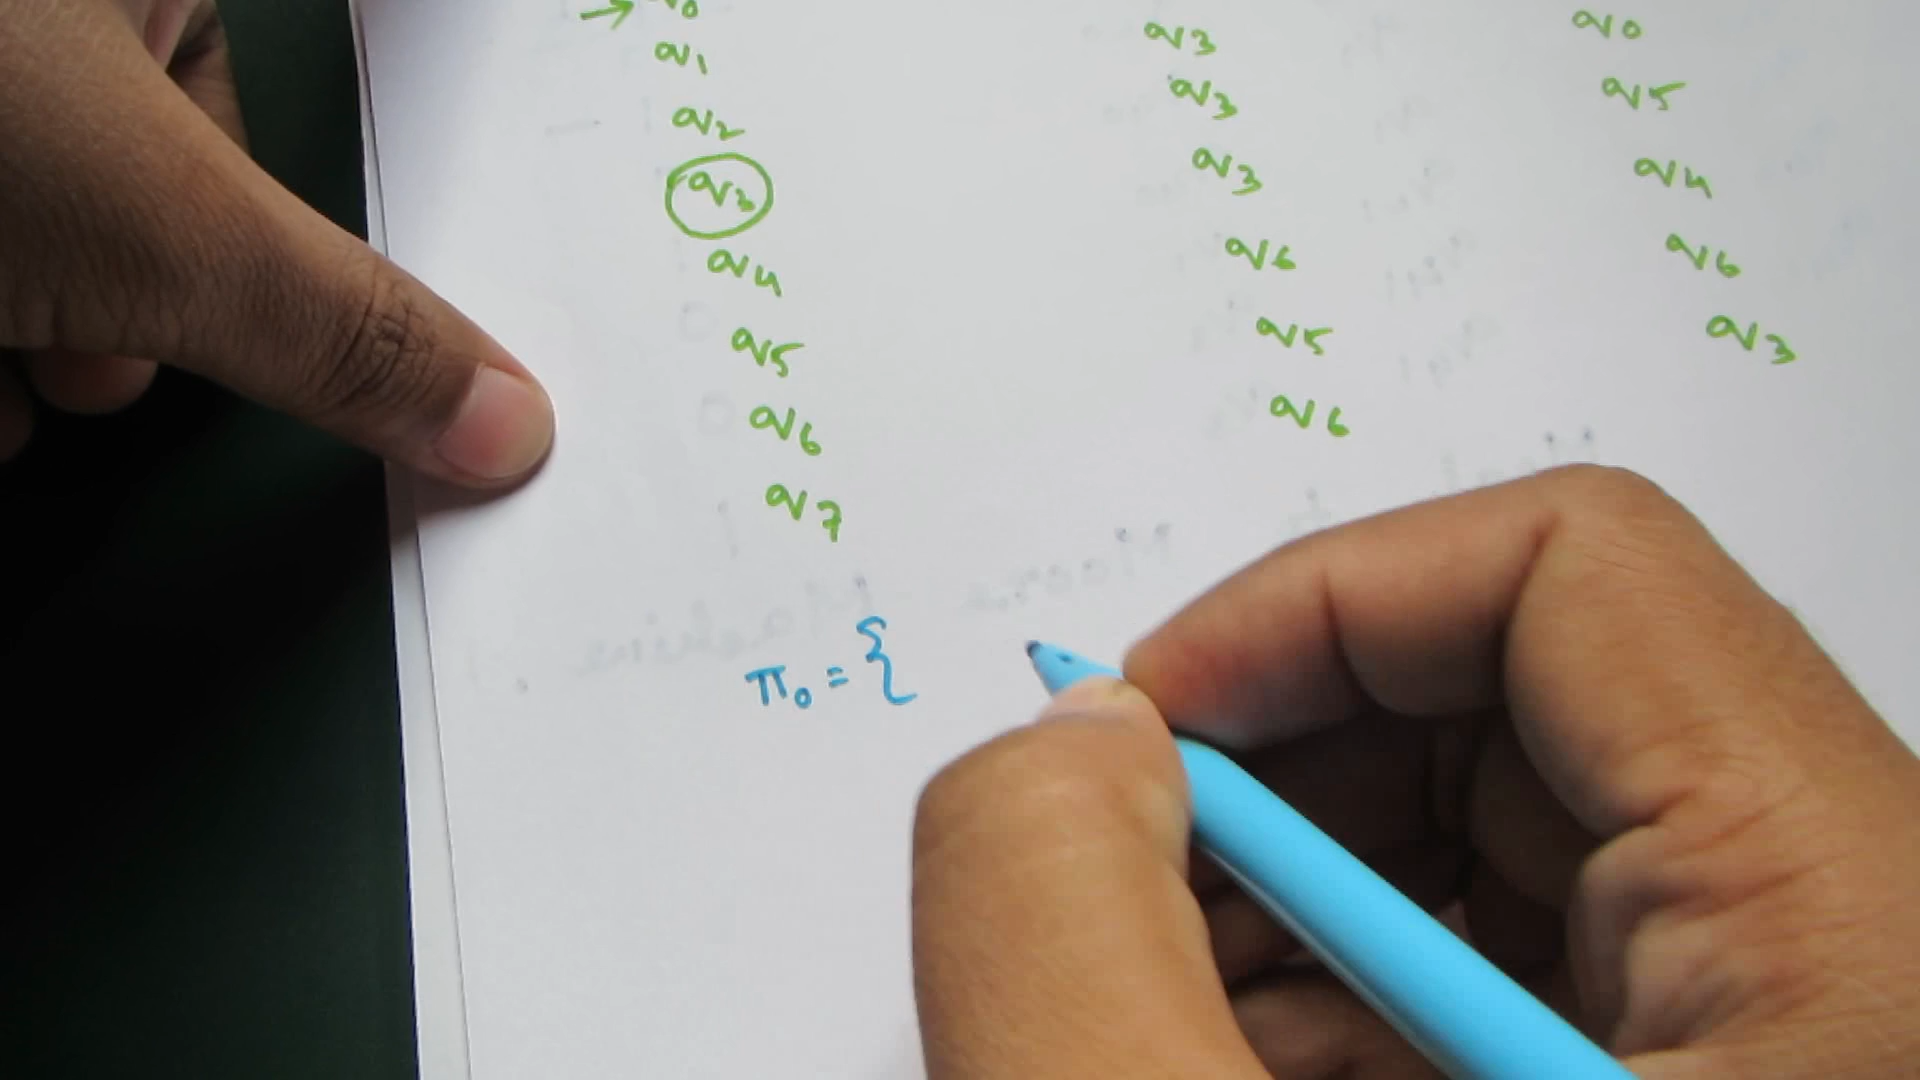 → q0
q1
q2 q3
q3 q3 q0
q4 q3 q5
q5 q6 q4
q6 q5 q6
q7 q6 q3
π0 = {